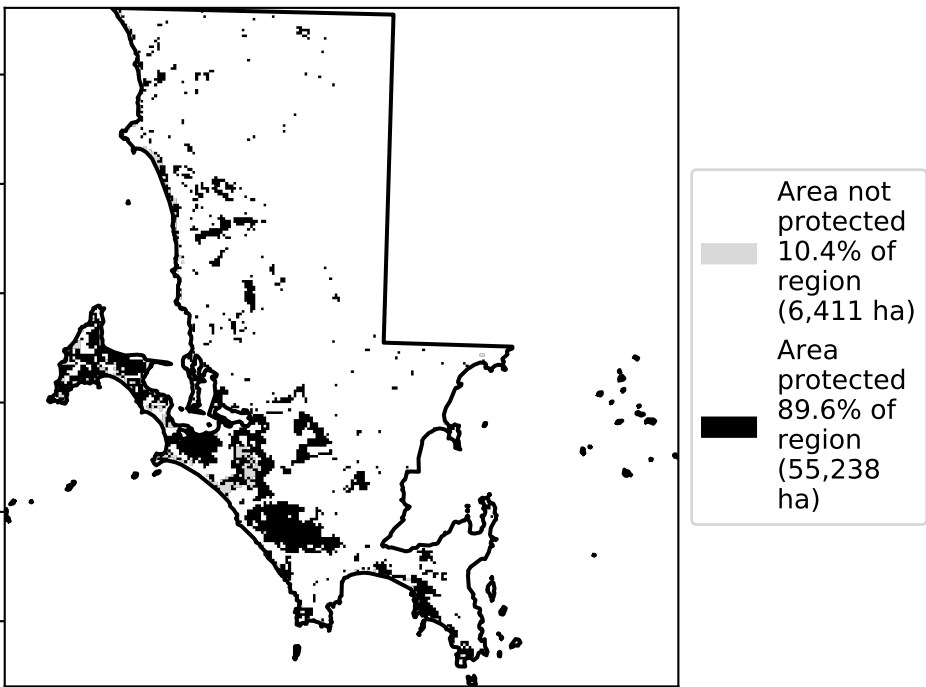 Area not
protected
10.4% of
region
(6,411 ha)
Area
protected
89.6% of
region
(55,238
ha)